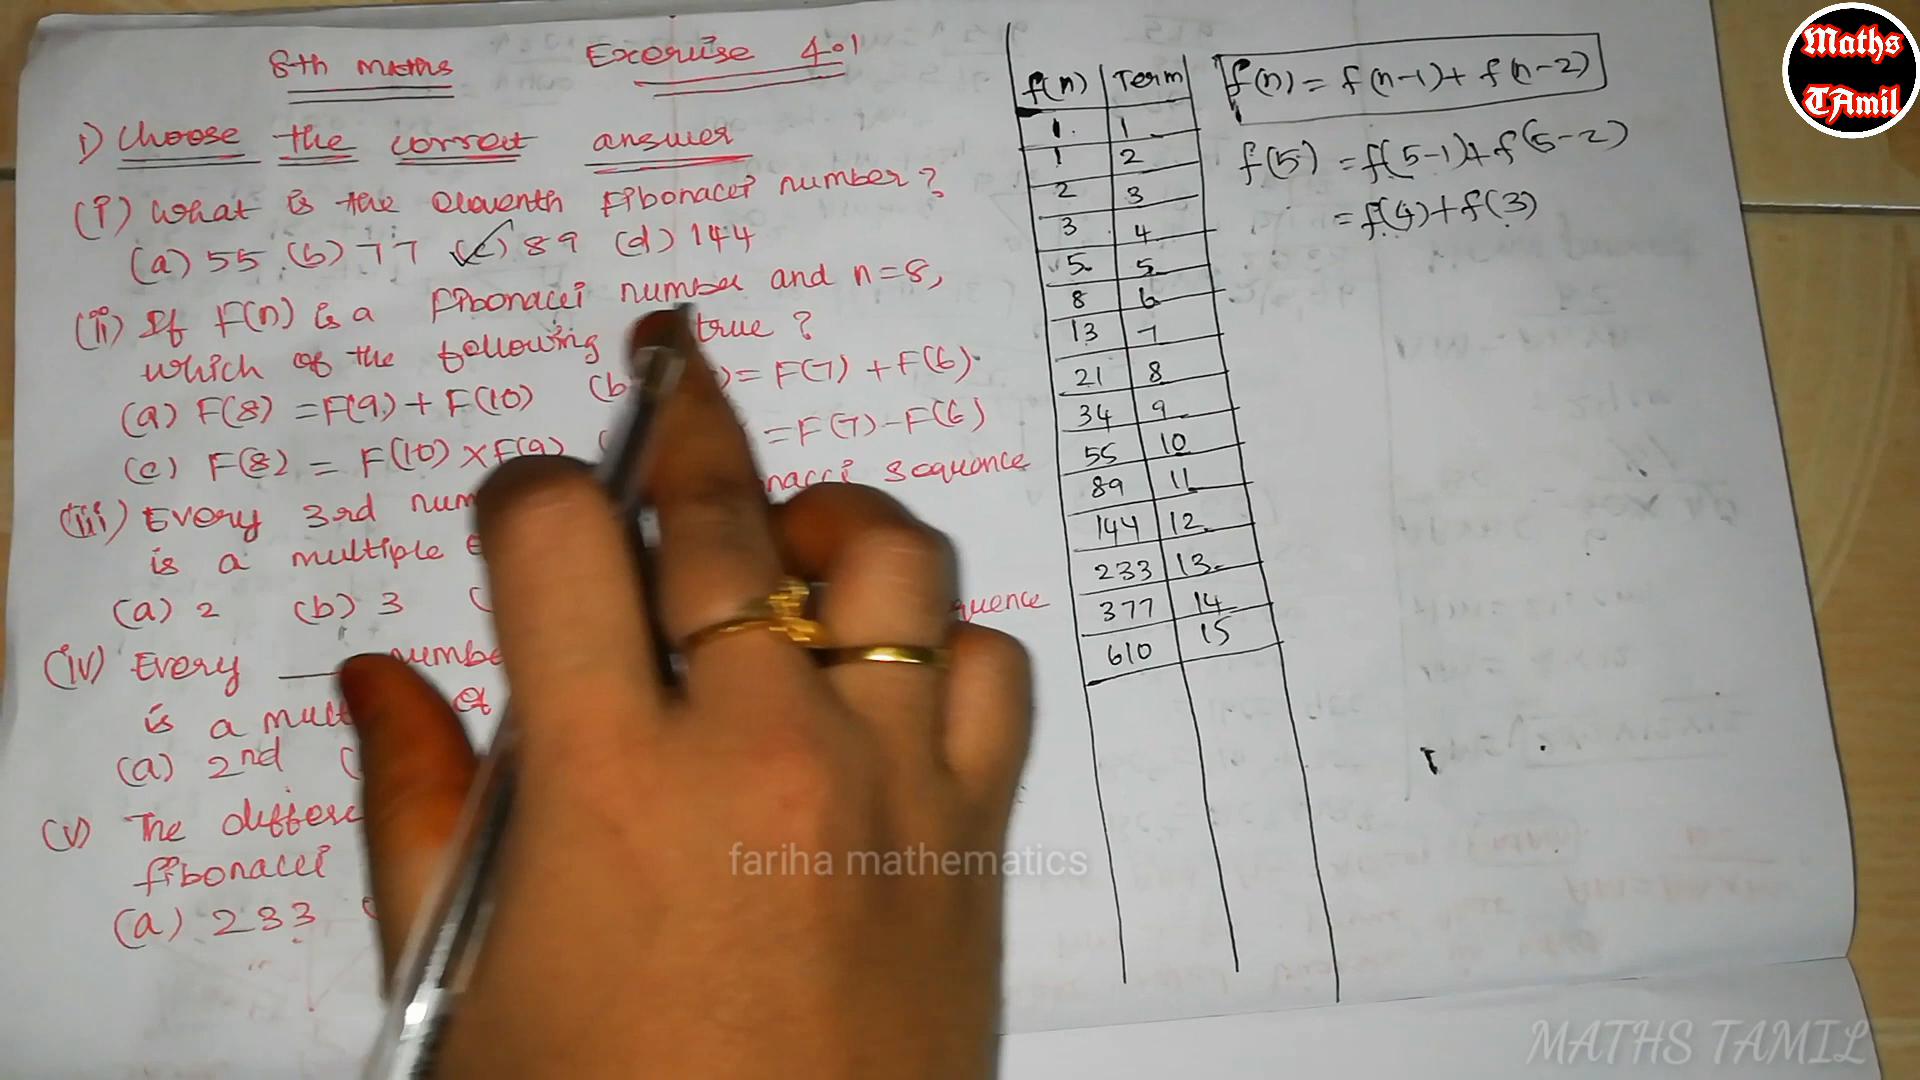 8th maths Exercise 4.1
1) Choose the correct answer
(i) What is the eleventh Fibonacci number?
(a) 55 (b) 77 (c) 89 (d) 144
(ii) If F(n) is a Fibonacci number and n=8,
which of the following true?
(a) F(8) = F(9) + F(10) (b = F(7) + F(6)
(c) F(8) = F(10) × F(9) = F(7) - F(6)
(iii) Every 3rd num nacci sequence
is a multiple
(a) 2 (b) 3 (
(iv) Every ___ numbe quence
is a mult of
(a) 2nd (
(v) The differe
fibonacci
(a) 233
f(n) Term
1 1
1 2
2 3
3 4
5 5
8 6
13 7
21 8
34 9
55 10
89 11
144 12
233 13
377 14
610 15
f(n) = f(n-1) + f(n-2)
f(5) = f(5-1) + f(5-2)
= f(4) + f(3)
Maths
TAmil
fariha mathematics
MATHS TAMIL